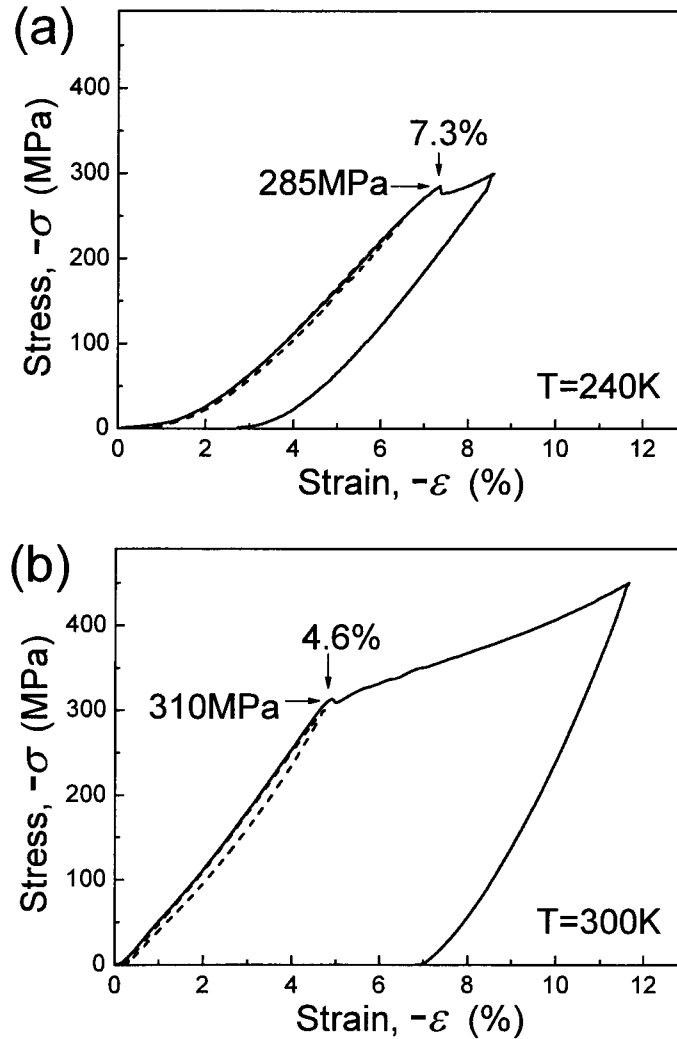 (a)
Stress, -σ (MPa)
400
300
200
100
0
7.3%
285MPa
T=240K
0 2 4 6 8 10 12
Strain, -ε (%)
(b)
Stress, -σ (MPa)
400
300
200
100
0
4.6%
310MPa
T=300K
0 2 4 6 8 10 12
Strain, -ε (%)